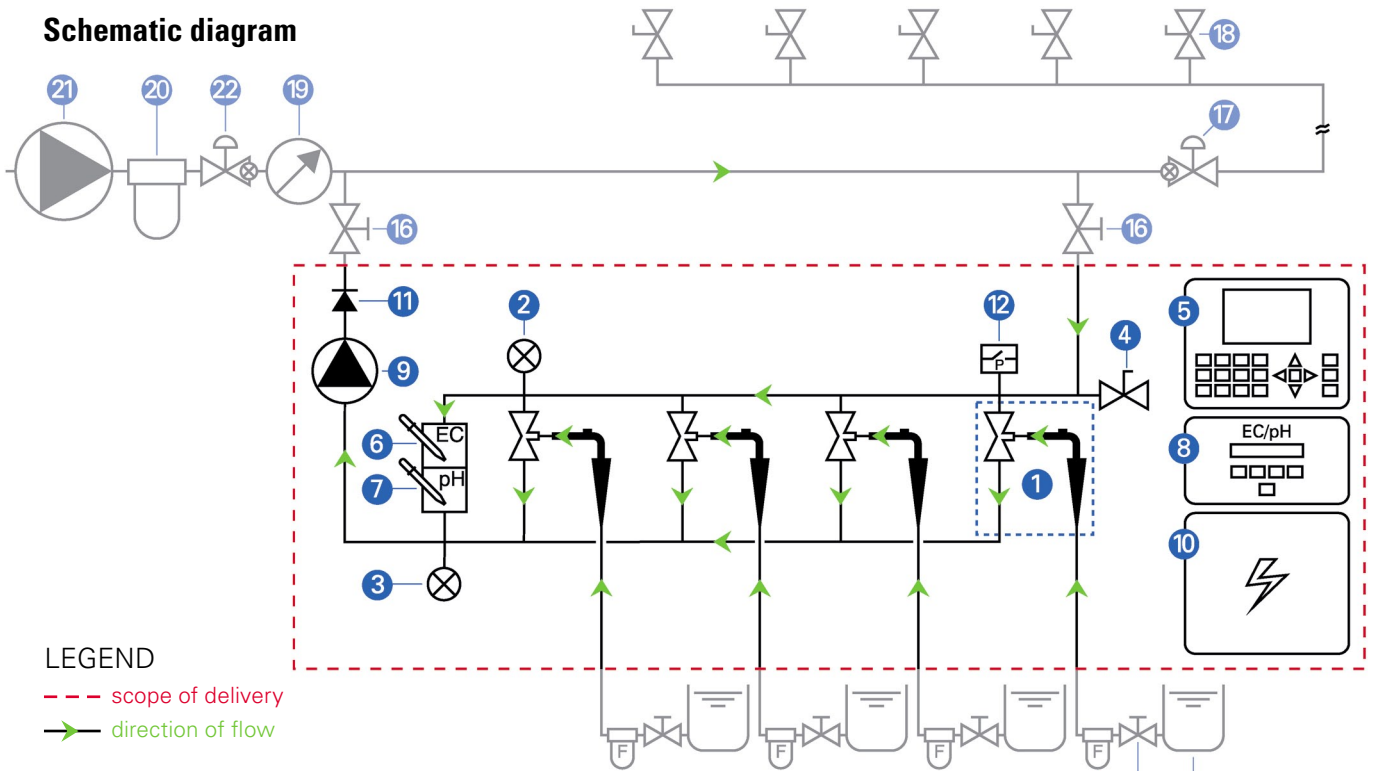 Schematic diagram
18
21
20
22
19
17
16
16
11
2
12
5
4
9
P
6
EC
EC/pH
8
7
pH
1
10
3
LEGEND
scope of delivery
direction of flow
F
F
F
F